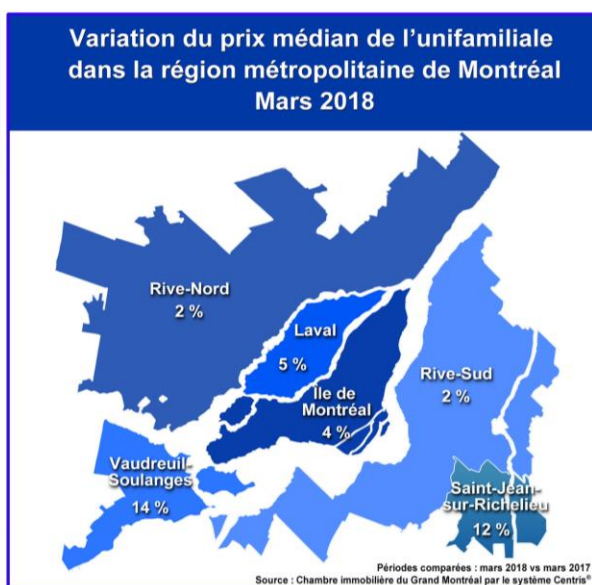 Variation du prix médian de l’unifamiliale
dans la région métropolitaine de Montréal
Mars 2018
Rive-Nord
2 %
Laval
5 %
Île de
Montréal
4 %
Rive-Sud
2 %
Vaudreuil-
Soulanges
14 %
Saint-Jean-
sur-Richelieu
12 %
Périodes comparées : mars 2018 vs mars 2017
Source : Chambre immobilière du Grand Montréal par le système Centris®